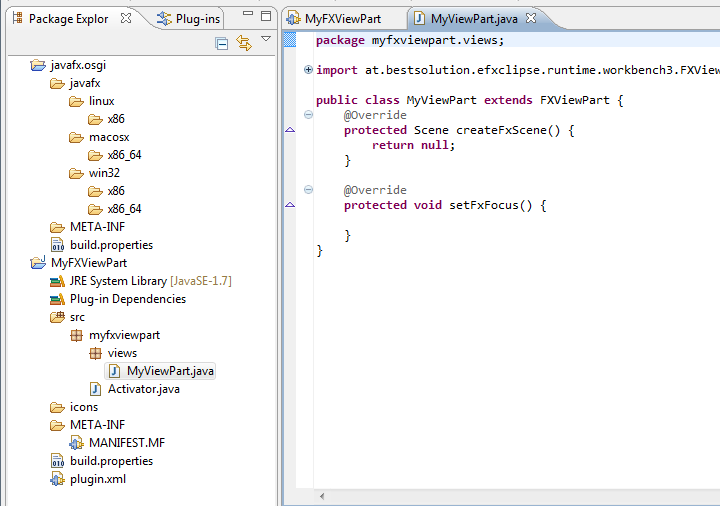 Package Explor
Plug-ins
javafx.osgi
javafx
linux
x86
macosx
x86_64
win32
x86
x86_64
META-INF
build.properties
MyFXViewPart
JRE System Library [JavaSE-1.7]
Plug-in Dependencies
src
myfxviewpart
views
MyViewPart.java
Activator.java
icons
META-INF
MANIFEST.MF
build.properties
plugin.xml
MyFXViewPart
MyViewPart.java
package myfxviewpart.views;
import at.bestsolution.efxclipse.runtime.workbench3.FXView
public class MyViewPart extends FXViewPart {
@Override
protected Scene createFxScene() {
return null;
}
@Override
protected void setFxFocus() {
}
}